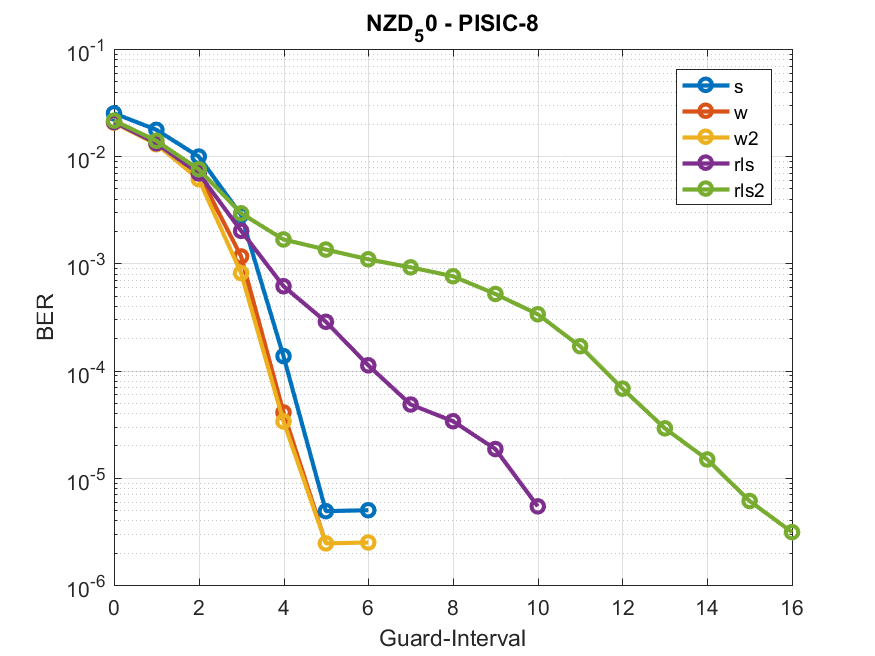 NZD₅0 - PISIC-8
10⁻¹
10⁻²
10⁻³
10⁻⁴
10⁻⁵
10⁻⁶
BER
s
w
w2
rls
rls2
0 2 4 6 8 10 12 14 16
Guard-Interval